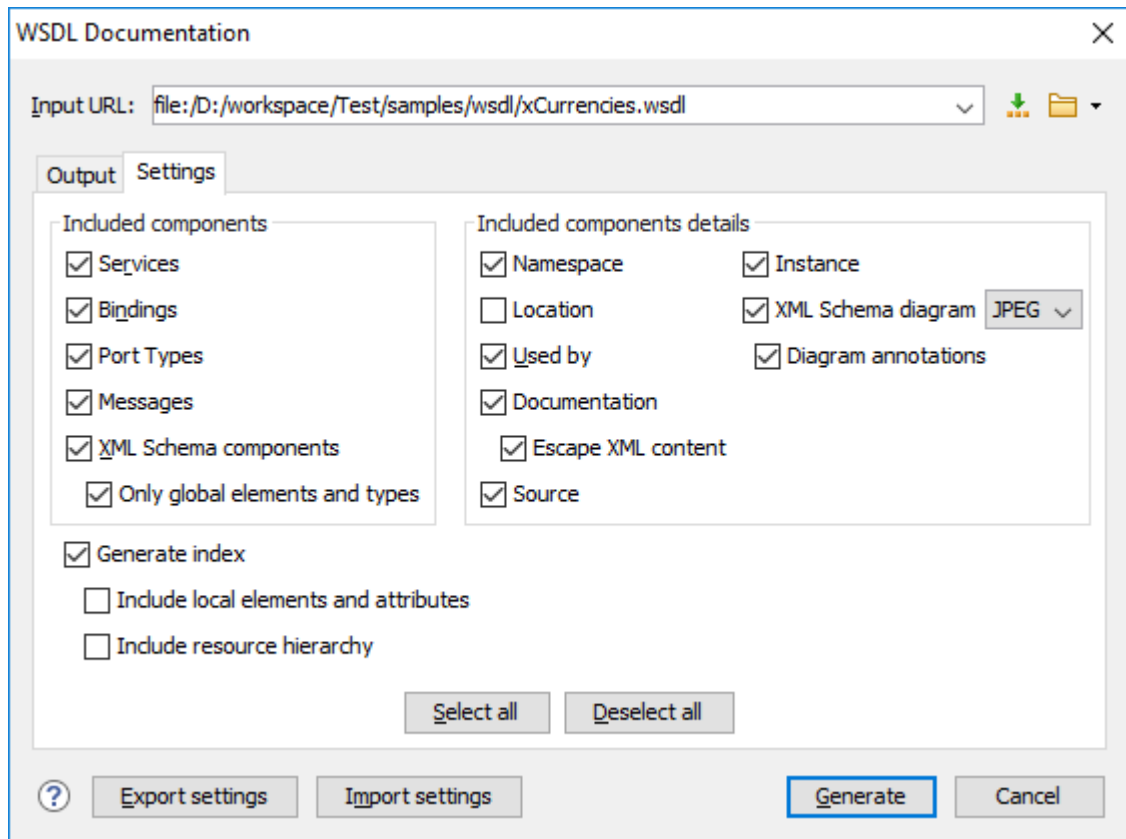 WSDL Documentation
Input URL: file:/D:/workspace/Test/samples/wsdl/xCurrencies.wsdl
Output Settings
Included components
Services
Bindings
Port Types
Messages
XML Schema components
Only global elements and types
Included components details
Namespace
Location
Used by
Documentation
Escape XML content
Source
Instance
XML Schema diagram JPEG
Diagram annotations
Generate index
Include local elements and attributes
Include resource hierarchy
Select all Deselect all
? Export settings Import settings Generate Cancel